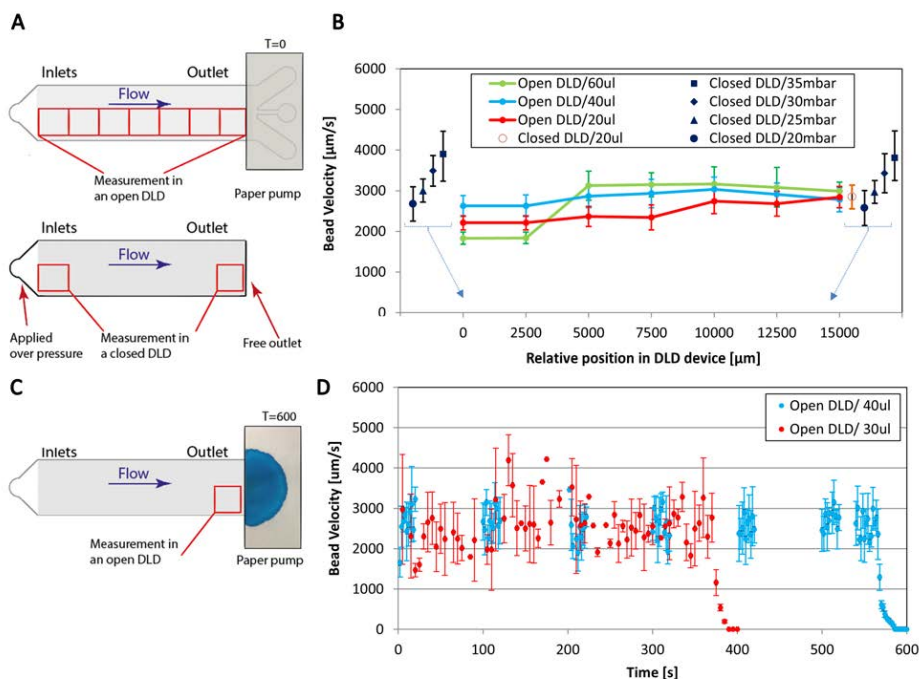 A
T=0
Inlets
Outlet
Flow
Measurement in
an open DLD
Paper pump
Flow
Applied
over pressure
Measurement in
a closed DLD
Free outlet
B
Bead Velocity [µm/s]
6000
5000
4000
3000
2000
1000
0
Open DLD/60ul
Open DLD/40ul
Open DLD/20ul
Closed DLD/20ul
Closed DLD/35mbar
Closed DLD/30mbar
Closed DLD/25mbar
Closed DLD/20mbar
0 2500 5000 7500 10000 12500 15000
Relative position in DLD device [µm]
C
T=600
Inlets
Outlet
Flow
Measurement in
an open DLD
Paper pump
D
Bead Velocity [um/s]
6000
5000
4000
3000
2000
1000
0
Open DLD/ 40ul
Open DLD/ 30ul
0 100 200 300 400 500 600
Time [s]